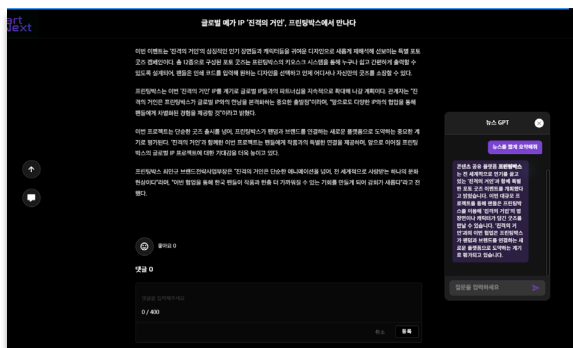 art
Next
글로벌 메가 IP '진격의 거인', 프린팅박스에서 만나다
이번 이벤트는 '진격의 거인'의 상징적인 인기 장면들과 캐릭터들을 귀여운 디자인으로 새롭게 재해석해 선보이는 특별 포토
굿즈 캠페인이다. 총 12종으로 구성된 포토 굿즈는 프린팅박스의 키오스크 시스템을 통해 누구나 쉽고 간편하게 출력할 수
있도록 설계되어, 팬들은 인쇄 코드를 입력해 원하는 디자인을 선택하고 언제 어디서나 자신만의 굿즈를 소장할 수 있다.
프린팅박스는 이번 '진격의 거인' IP를 계기로 글로벌 IP들과의 파트너십을 지속적으로 확대해 나갈 계획이다. 관계자는 "진
격의 거인은 프린팅박스가 글로벌 IP와의 만남을 본격화하는 중요한 출발점"이라며, "앞으로도 다양한 IP와의 협업을 통해
팬들에게 차별화된 경험을 제공할 것"이라고 밝혔다.
이번 프로젝트는 단순한 굿즈 출시를 넘어, 프린팅박스가 팬덤과 브랜드를 연결하는 새로운 플랫폼으로 도약하는 중요한 계
기로 평가된다. '진격의 거인'과 함께한 이번 프로젝트는 팬들에게 작품과의 특별한 연결을 제공하며, 앞으로 이어질 프린팅
박스의 글로벌 IP 프로젝트에 대한 기대감을 더욱 높이고 있다.
프린팅박스 최민규 브랜드전략사업부장은 "진격의 거인은 단순한 애니메이션을 넘어, 전 세계적으로 사랑받는 하나의 문화
현상이다"라며, "이번 협업을 통해 한국 팬들이 작품과 한층 더 가까워질 수 있는 기회를 만들게 되어 감회가 새롭다"라고 전
했다.
좋아요 0
댓글 0
댓글을 입력해주세요
0 / 400
취소
등록
뉴스 GPT
뉴스를 짧게 요약해줘
콘텐츠 공유 플랫폼 프린팅박스
는 전 세계적으로 인기를 끌고
있는 '진격의 거인'과 함께 특별
한 포토 굿즈 이벤트를 개최했다
고 밝혔습니다. 이번 대규모 프
로젝트를 통해 팬들은 프린팅박
스를 이용해 '진격의 거인'의 명
장면이나 캐릭터가 담긴 굿즈를
만날 수 있습니다. '진격의 거
인'과의 이번 협업은 프린팅박스
가 팬덤과 브랜드를 연결하는 새
로운 플랫폼으로 도약하는 계기
로 평가되고 있습니다.
질문을 입력하세요